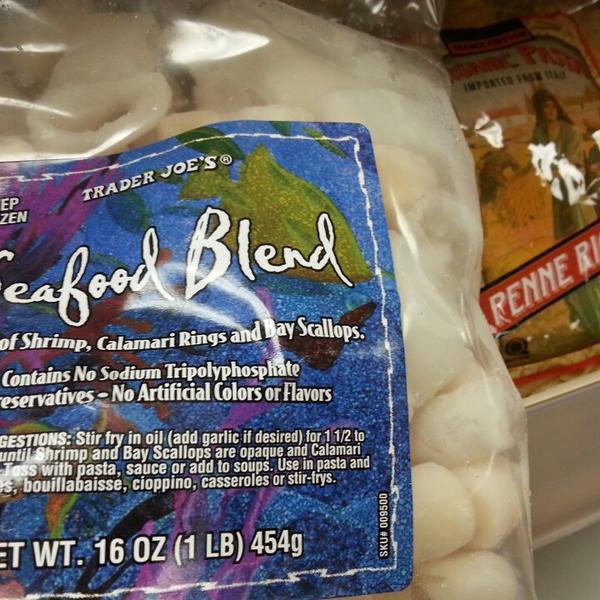 TRADER JOE'S®
EP
ZEN
Seafood Blend
of Shrimp, Calamari Rings and Bay Scallops.
Contains No Sodium Tripolyphosphate
reservatives - No Artificial Colors or Flavors
GESTIONS: Stir fry in oil (add garlic if desired) for 1 1/2 to
until Shrimp and Bay Scallops are opaque and Calamari
Toss with pasta, sauce or add to soups. Use in pasta and
es, bouillabaisse, cioppino, casseroles or stir-frys.
ET WT. 16 OZ (1 LB) 454g
SKU# 009500
RGANIC PASTA
IMPORTED FROM ITALY
RENNE RI